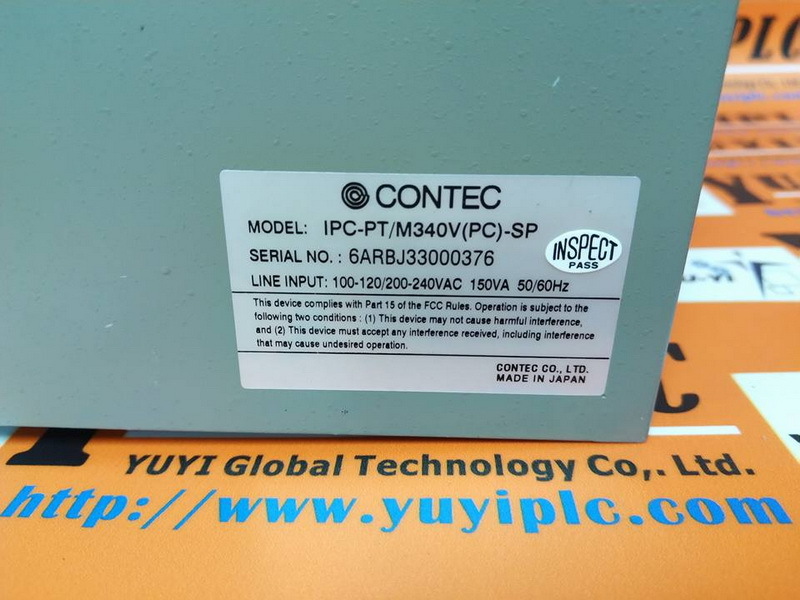 CONTEC
MODEL: IPC-PT/M340V(PC)-SP
SERIAL NO. : 6ARBJ33000376
INSPECT
PASS
LINE INPUT: 100-120/200-240VAC 150VA 50/60Hz
This device complies with Part 15 of the FCC Rules. Operation is subject to the
following two conditions : (1) This device may not cause harmful interference,
and (2) This device must accept any interference received, including interference
that may cause undesired operation.
CONTEC CO., LTD.
MADE IN JAPAN
YUYI Global Technology Co,. Ltd.
http://www.yuyiplc.com